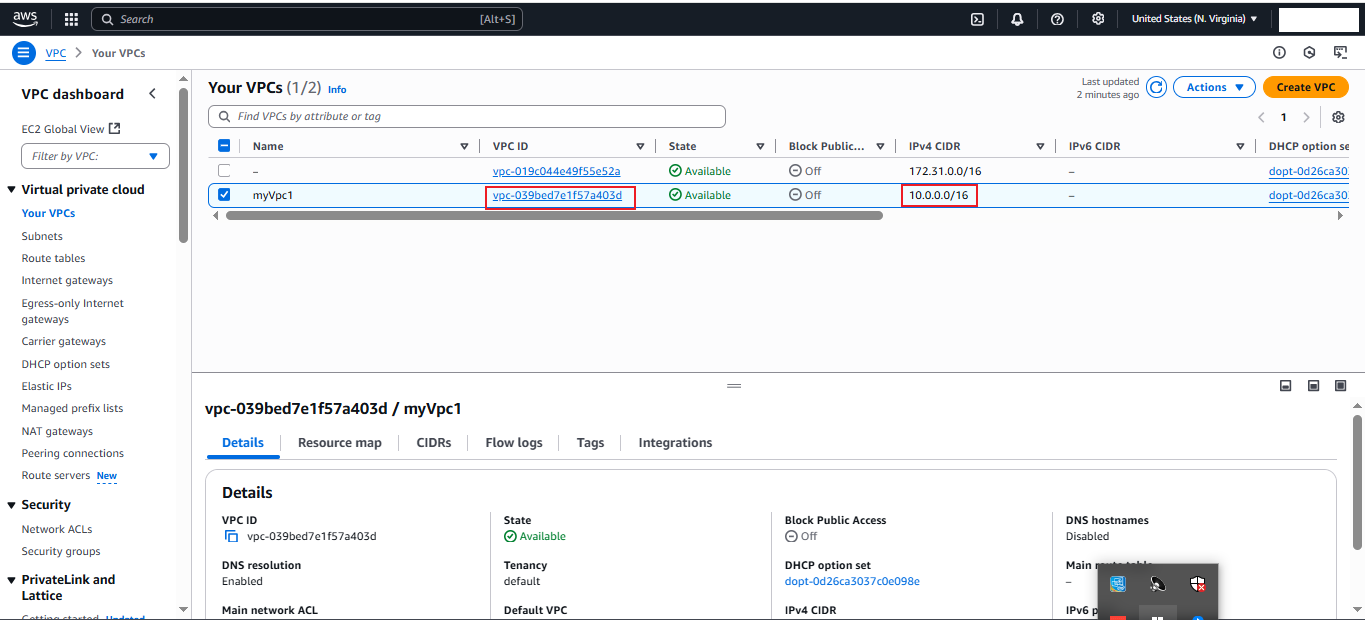 aws
Search [Alt+S]
United States (N. Virginia)
VPC > Your VPCs
VPC dashboard
EC2 Global View
Filter by VPC:
Virtual private cloud
Your VPCs
Subnets
Route tables
Internet gateways
Egress-only Internet
gateways
Carrier gateways
DHCP option sets
Elastic IPs
Managed prefix lists
NAT gateways
Peering connections
Route servers New
Security
Network ACLs
Security groups
PrivateLink and
Lattice
Getting started Updated
Your VPCs (1/2) Info
Last updated
2 minutes ago
Actions
Create VPC
Find VPCs by attribute or tag
1
Name VPC ID State Block Public... IPv4 CIDR IPv6 CIDR DHCP option se
– vpc-019c044e49f55e52a Available Off 172.31.0.0/16 – dopt-0d26ca303
myVpc1 vpc-039bed7e1f57a403d Available Off 10.0.0.0/16 – dopt-0d26ca303
vpc-039bed7e1f57a403d / myVpc1
Details Resource map CIDRs Flow logs Tags Integrations
Details
VPC ID
vpc-039bed7e1f57a403d
State
Available
Block Public Access
Off
DNS hostnames
Disabled
DNS resolution
Enabled
Tenancy
default
DHCP option set
dopt-0d26ca3037c0e098e
Main route table
–
Main network ACL
Default VPC
IPv4 CIDR
IPv6 p